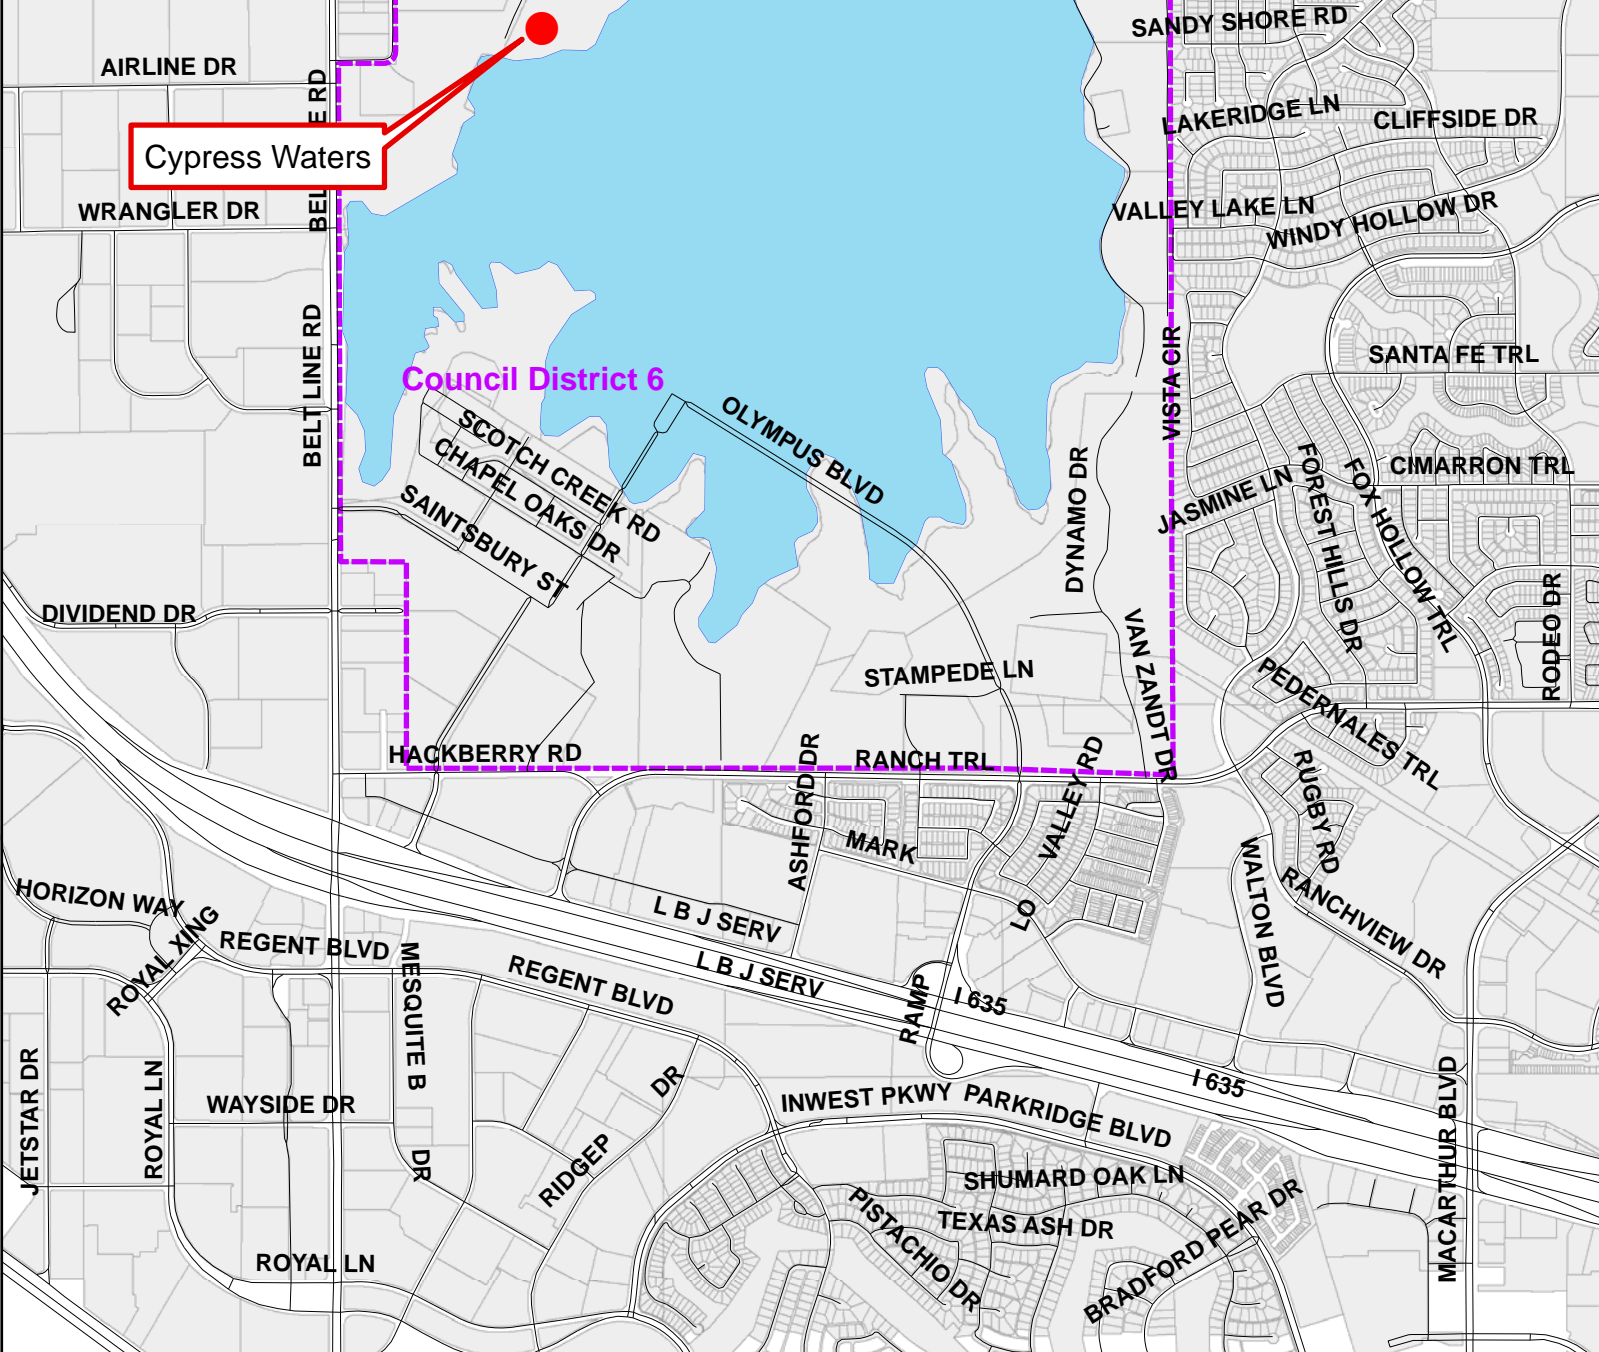 SANDY SHORE RD
AIRLINE DR
BELT LINE RD
LAKERIDGE LN
CLIFFSIDE DR
Cypress Waters
WRANGLER DR
VALLEY LAKE LN
WINDY HOLLOW DR
BELT LINE RD
VISTA CIR
SANTA FE TRL
Council District 6
OLYMPUS BLVD
SCOTCH CREEK RD
CHAPEL OAKS DR
SAINTSBURY ST
DYNAMO DR
JASMINE LN
FOREST HILLS DR
FOX HOLLOW TRL
CIMARRON TRL
DIVIDEND DR
RODEO DR
STAMPEDE LN
VAN ZANDT DR
PEDERNALES TRL
HACKBERRY RD
RANCH TRL
ASHFORD DR
VALLEY RD
RUGBY RD
MARK
LO
WALTON BLVD
RANCHVIEW DR
HORIZON WAY
ROYAL XING
REGENT BLVD
L B J SERV
L B J SERV
MESQUITE B
REGENT BLVD
RAMP
I 635
I 635
JETSTAR DR
ROYAL LN
WAYSIDE DR
DR
DR
RIDGEP
INWEST PKWY
PARKRIDGE BLVD
MACARTHUR BLVD
SHUMARD OAK LN
TEXAS ASH DR
PISTACHIO DR
BRADFORD PEAR DR
ROYAL LN